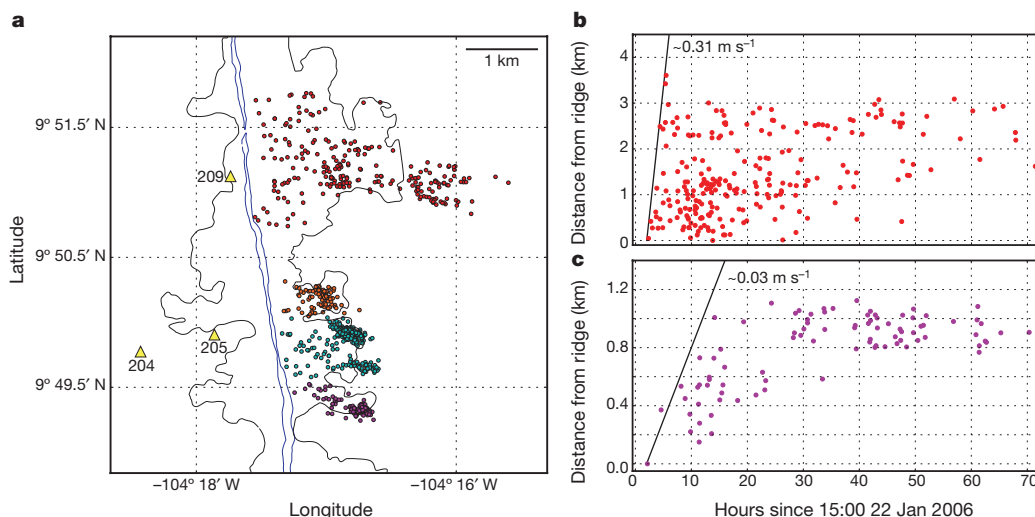 a
1 km
9° 51.5′ N
9° 50.5′ N
9° 49.5′ N
Latitude
209
205
204
−104° 18′ W
−104° 16′ W
Longitude
b
~0.31 m s⁻¹
Distance from ridge (km)
4
3
2
1
0
c
~0.03 m s⁻¹
Distance from ridge (km)
1.2
0.8
0.4
0.0
0
10
20
30
40
50
60
70
Hours since 15:00 22 Jan 2006